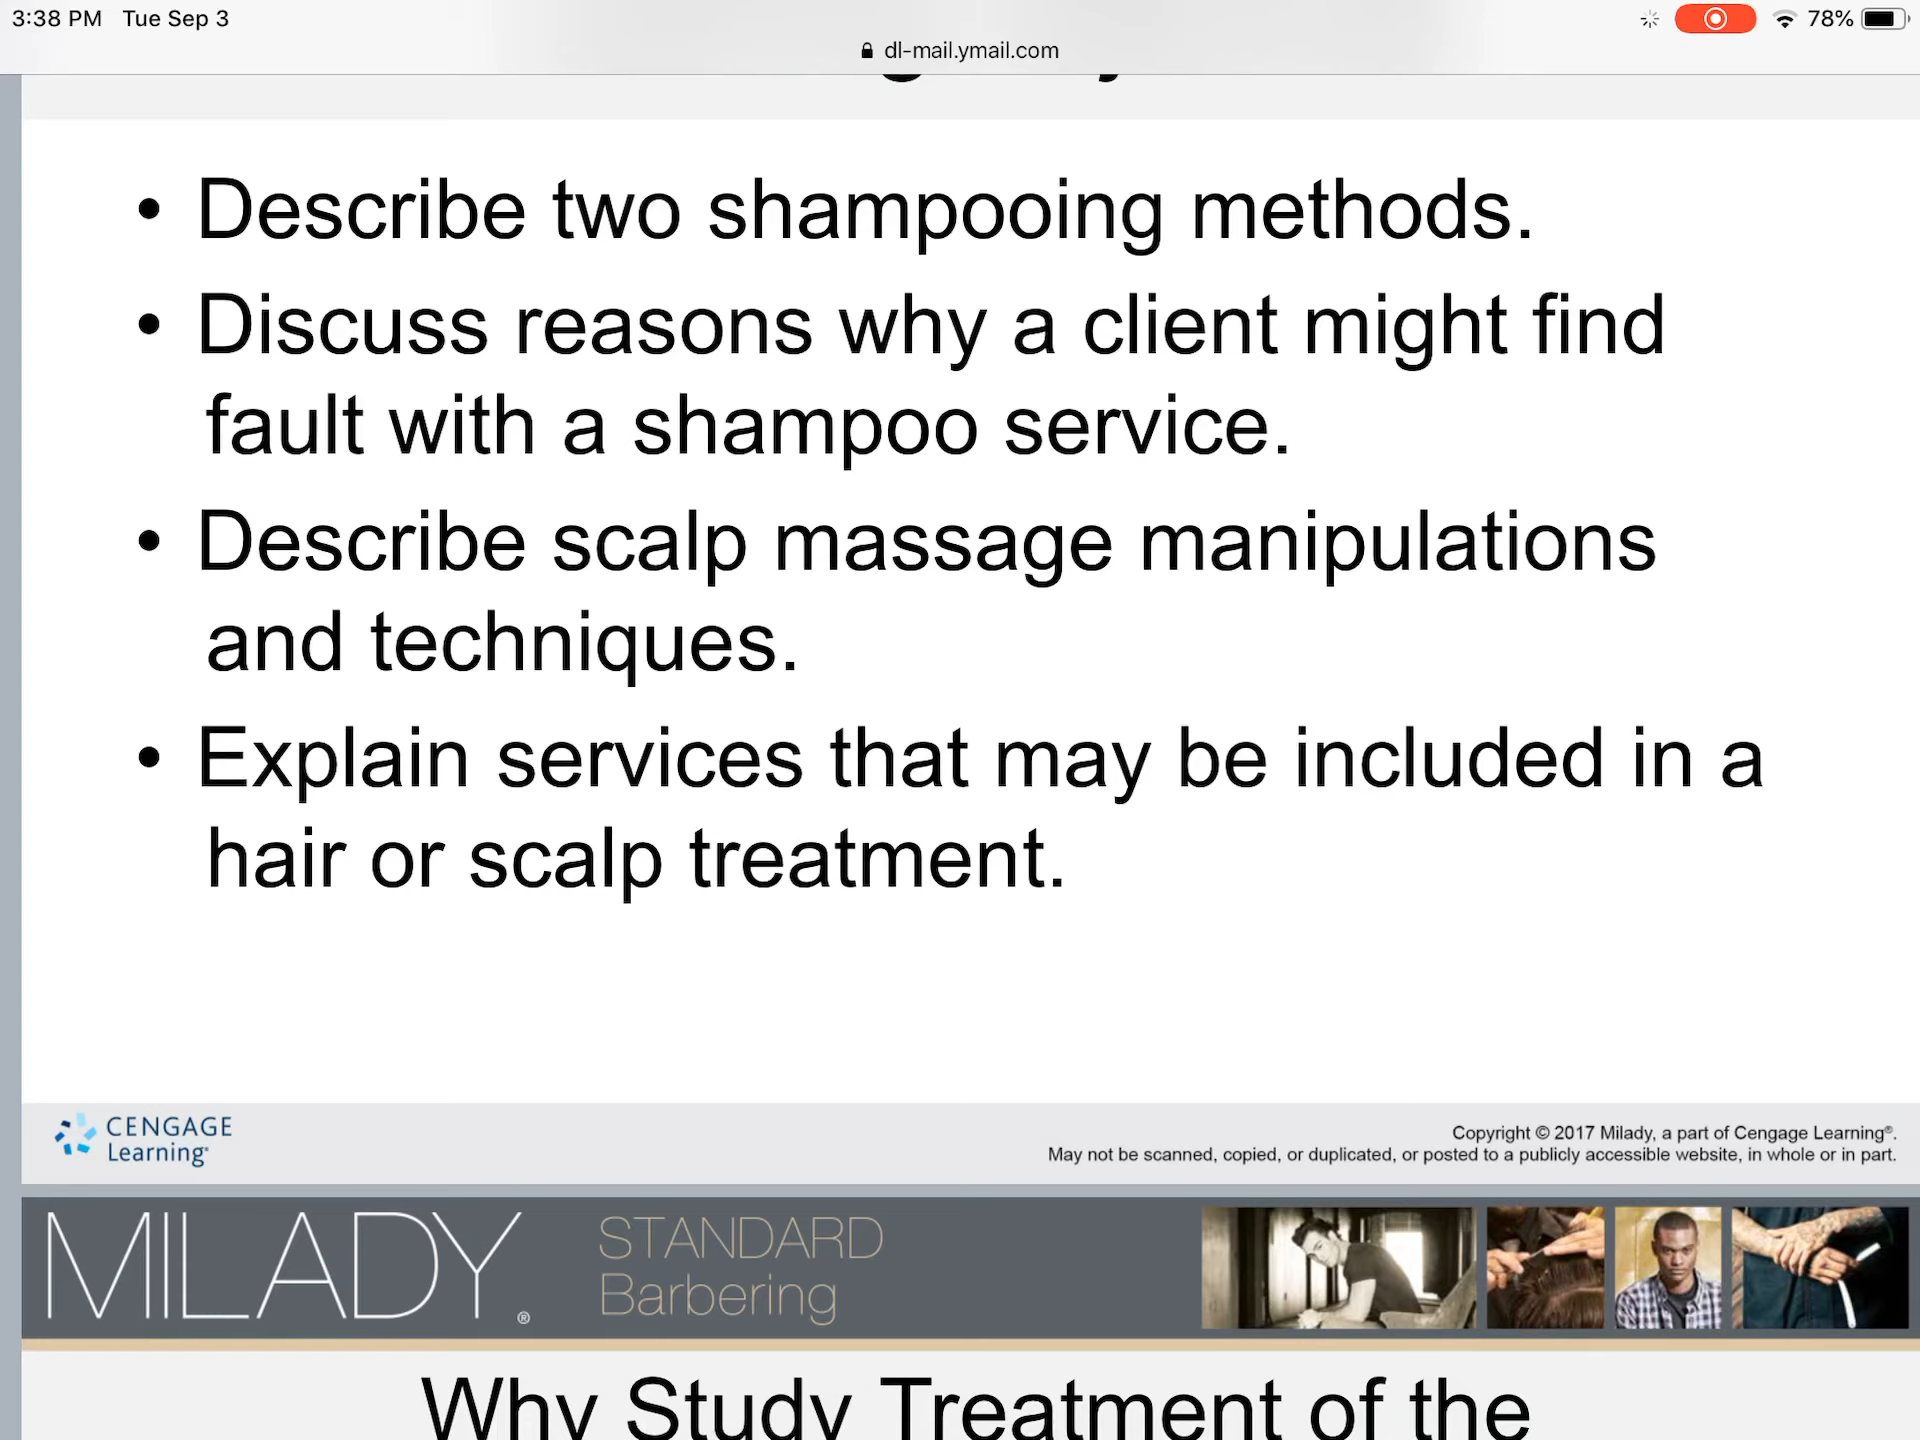 3:38 PM Tue Sep 3
78%
dl-mail.ymail.com
• Describe two shampooing methods.
• Discuss reasons why a client might find
fault with a shampoo service.
• Describe scalp massage manipulations
and techniques.
• Explain services that may be included in a
hair or scalp treatment.
CENGAGE
Learning®
Copyright © 2017 Milady, a part of Cengage Learning®.
May not be scanned, copied, or duplicated, or posted to a publicly accessible website, in whole or in part.
MILADY®
STANDARD
Barbering
Why Study Treatment of the